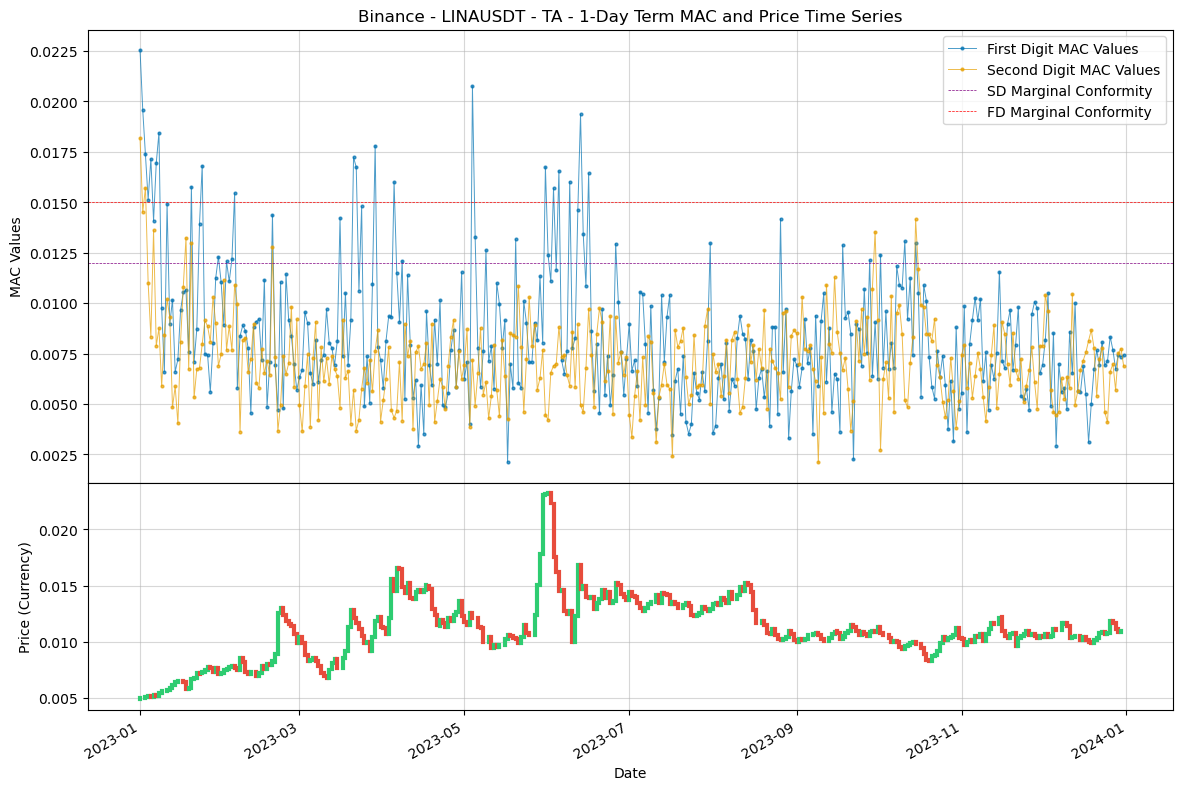 Binance - LINAUSDT - TA - 1-Day Term MAC and Price Time Series
First Digit MAC Values
Second Digit MAC Values
SD Marginal Conformity
FD Marginal Conformity
MAC Values
0.0225
0.0200
0.0175
0.0150
0.0125
0.0100
0.0075
0.0050
0.0025
Price (Currency)
0.020
0.015
0.010
0.005
2023-01
2023-03
2023-05
2023-07
2023-09
2023-11
2024-01
Date